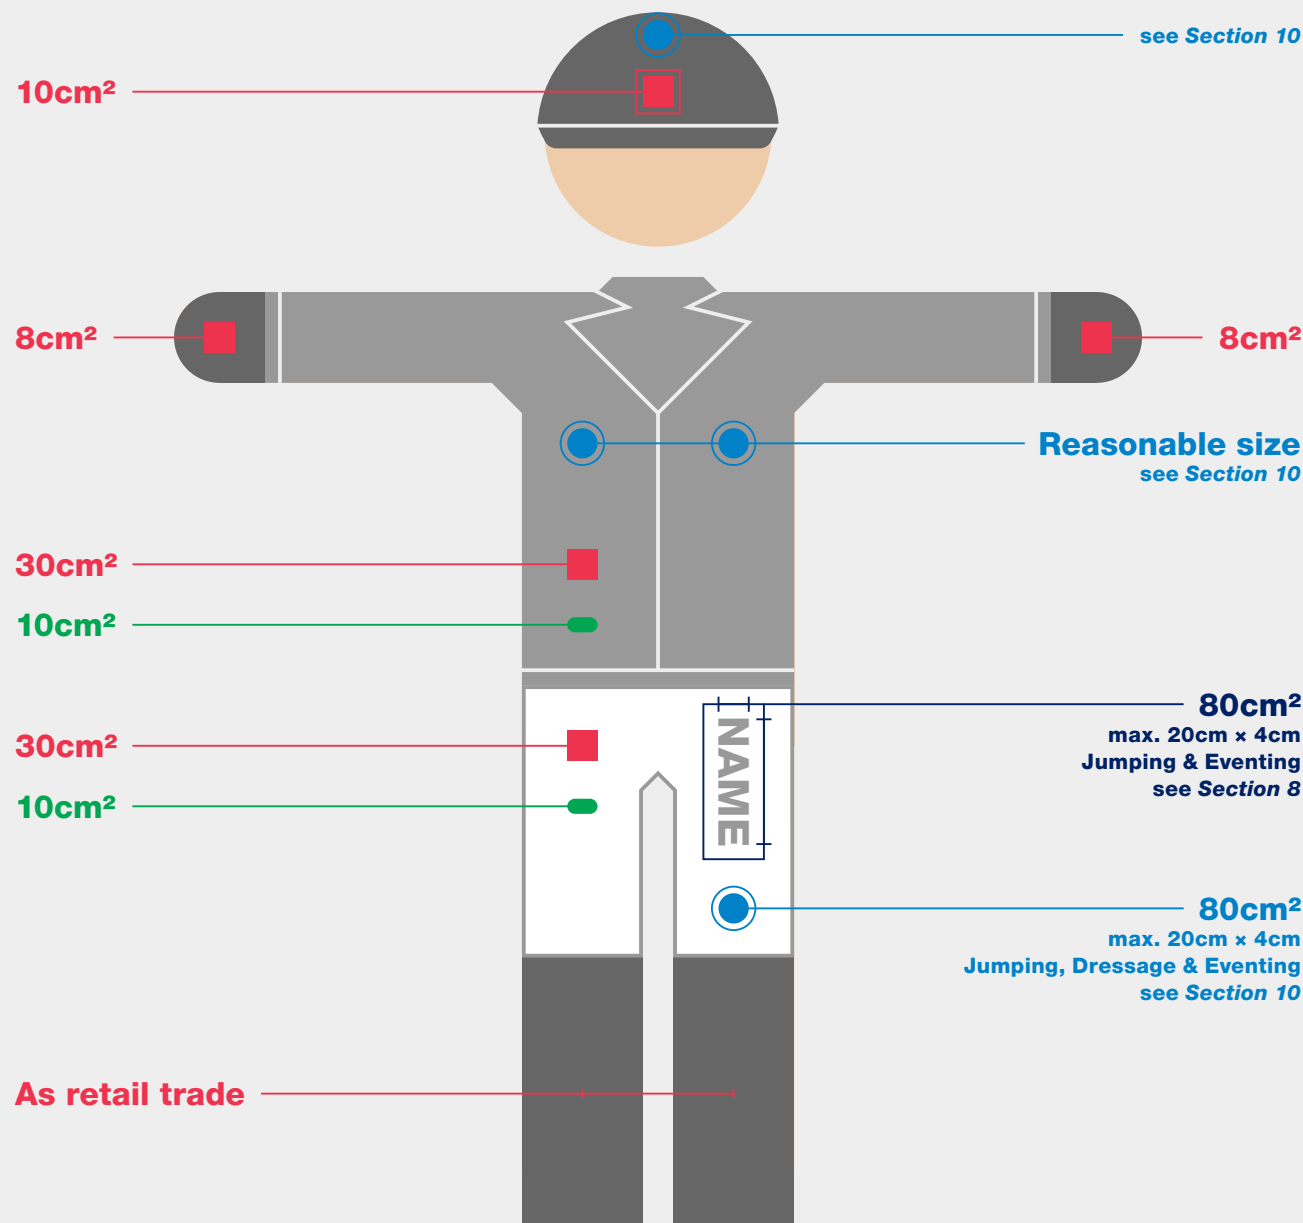 see Section 10
10cm²
8cm²
8cm²
Reasonable size
see Section 10
30cm²
10cm²
30cm²
10cm²
NAME
80cm²
max. 20cm × 4cm
Jumping & Eventing
see Section 8
80cm²
max. 20cm × 4cm
Jumping, Dressage & Eventing
see Section 10
As retail trade